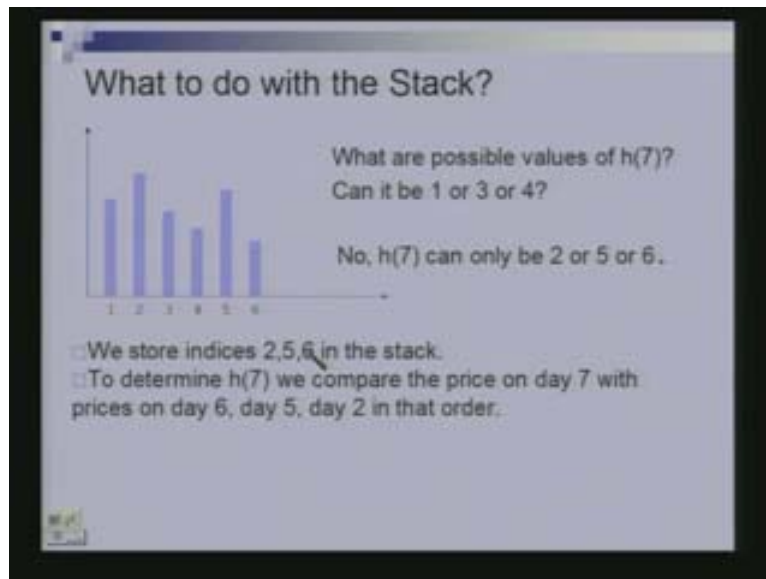 What to do with the Stack?
What are possible values of h(7)?
Can it be 1 or 3 or 4?
No, h(7) can only be 2 or 5 or 6.
1 2 3 4 5 6
We store indices 2,5,6 in the stack.
To determine h(7) we compare the price on day 7 with
prices on day 6, day 5, day 2 in that order.